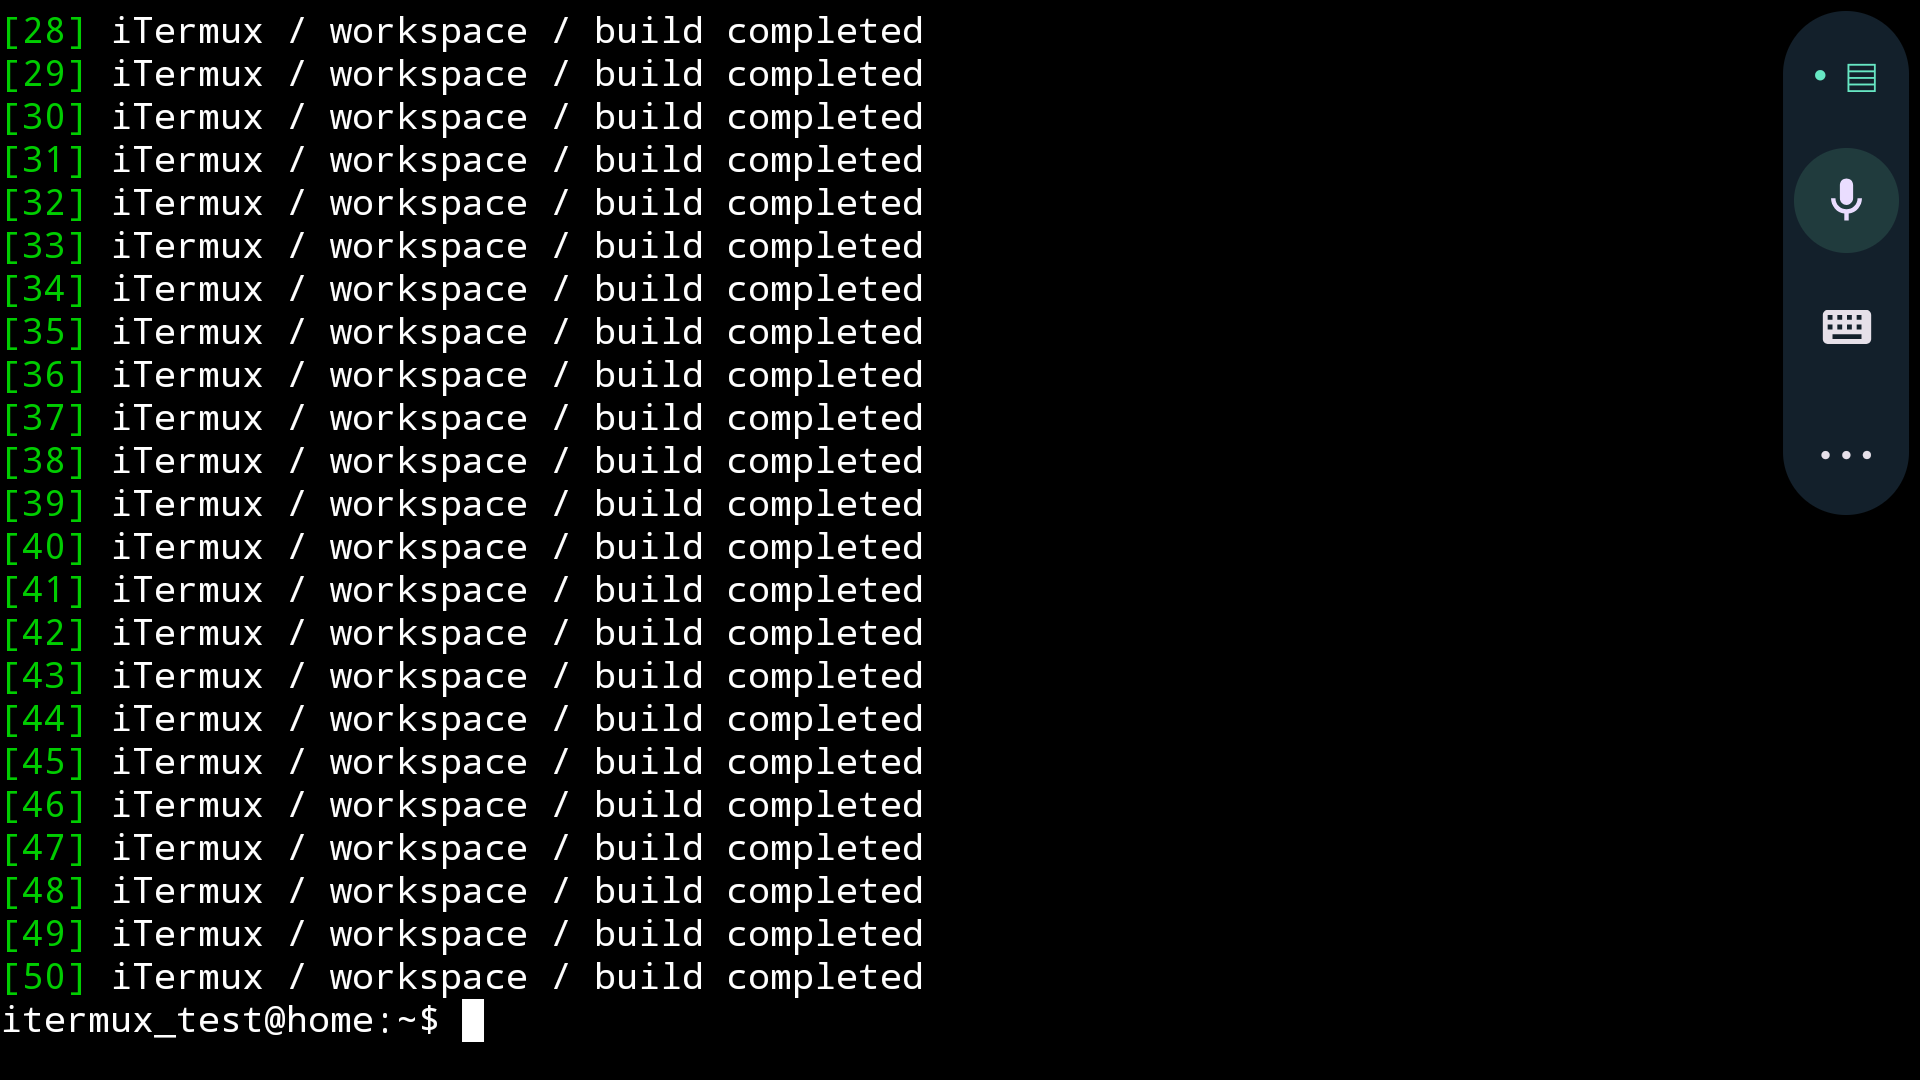 [28] iTermux / workspace / build completed
[29] iTermux / workspace / build completed
[30] iTermux / workspace / build completed
[31] iTermux / workspace / build completed
[32] iTermux / workspace / build completed
[33] iTermux / workspace / build completed
[34] iTermux / workspace / build completed
[35] iTermux / workspace / build completed
[36] iTermux / workspace / build completed
[37] iTermux / workspace / build completed
[38] iTermux / workspace / build completed
[39] iTermux / workspace / build completed
[40] iTermux / workspace / build completed
[41] iTermux / workspace / build completed
[42] iTermux / workspace / build completed
[43] iTermux / workspace / build completed
[44] iTermux / workspace / build completed
[45] iTermux / workspace / build completed
[46] iTermux / workspace / build completed
[47] iTermux / workspace / build completed
[48] iTermux / workspace / build completed
[49] iTermux / workspace / build completed
[50] iTermux / workspace / build completed
itermux_test@home:~$